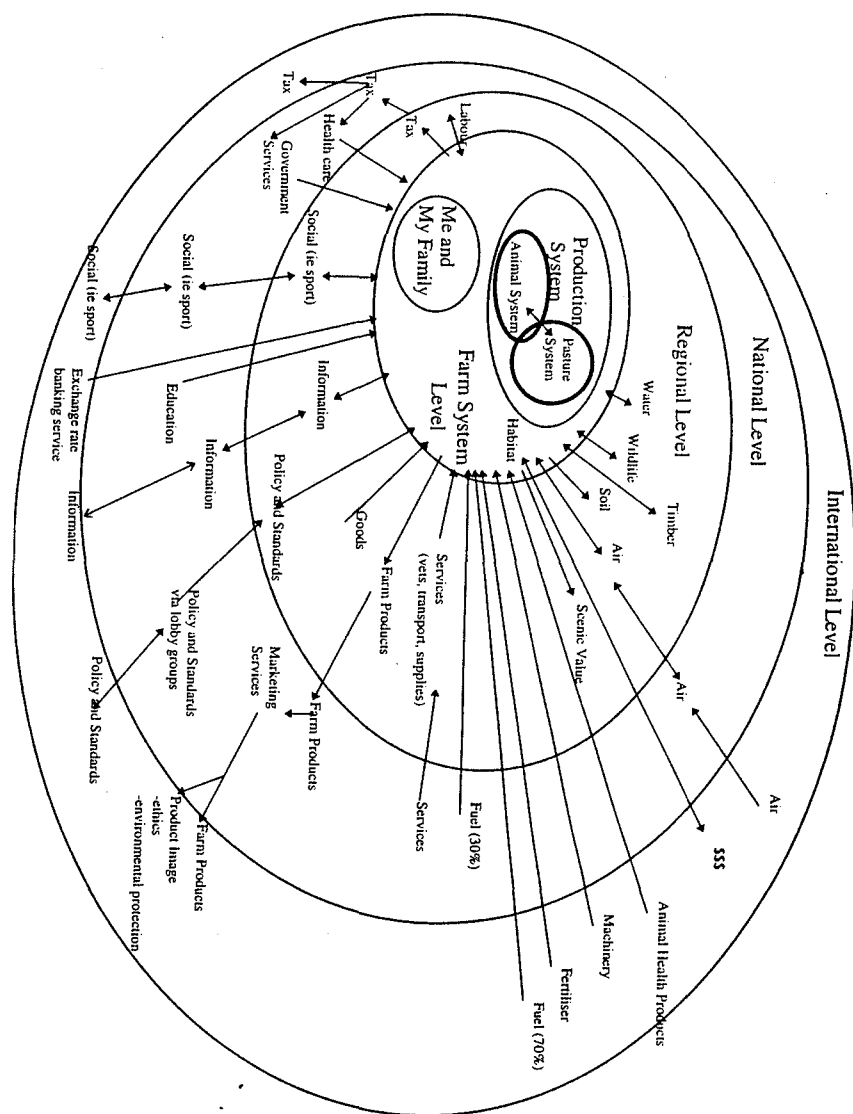 International Level
National Level
Regional Level
Production
System
Animal System
Pasture
System
Me and
My Family
Farm System
Level
Labour
Tax
Tax
Tax
Health care
Government
Services
Social (ie sport)
Social (ie sport)
Social (ie sport)
Exchange rate
banking service
Education
Information
Information
Information
Policy and Standards
Policy and Standards
via lobby groups
Policy and Standards
Goods
Farm Products
Farm Products
Marketing
Services
Farm Products
Product Image
-ethics
-environmental protection
Services
(vets, transport, supplies)
Services
Fuel (30%)
Fuel (70%)
Fertiliser
Machinery
Animal Health Products
$$$
Scenic Value
Habitat
Air
Air
Air
Soil
Timber
Wildlife
Water